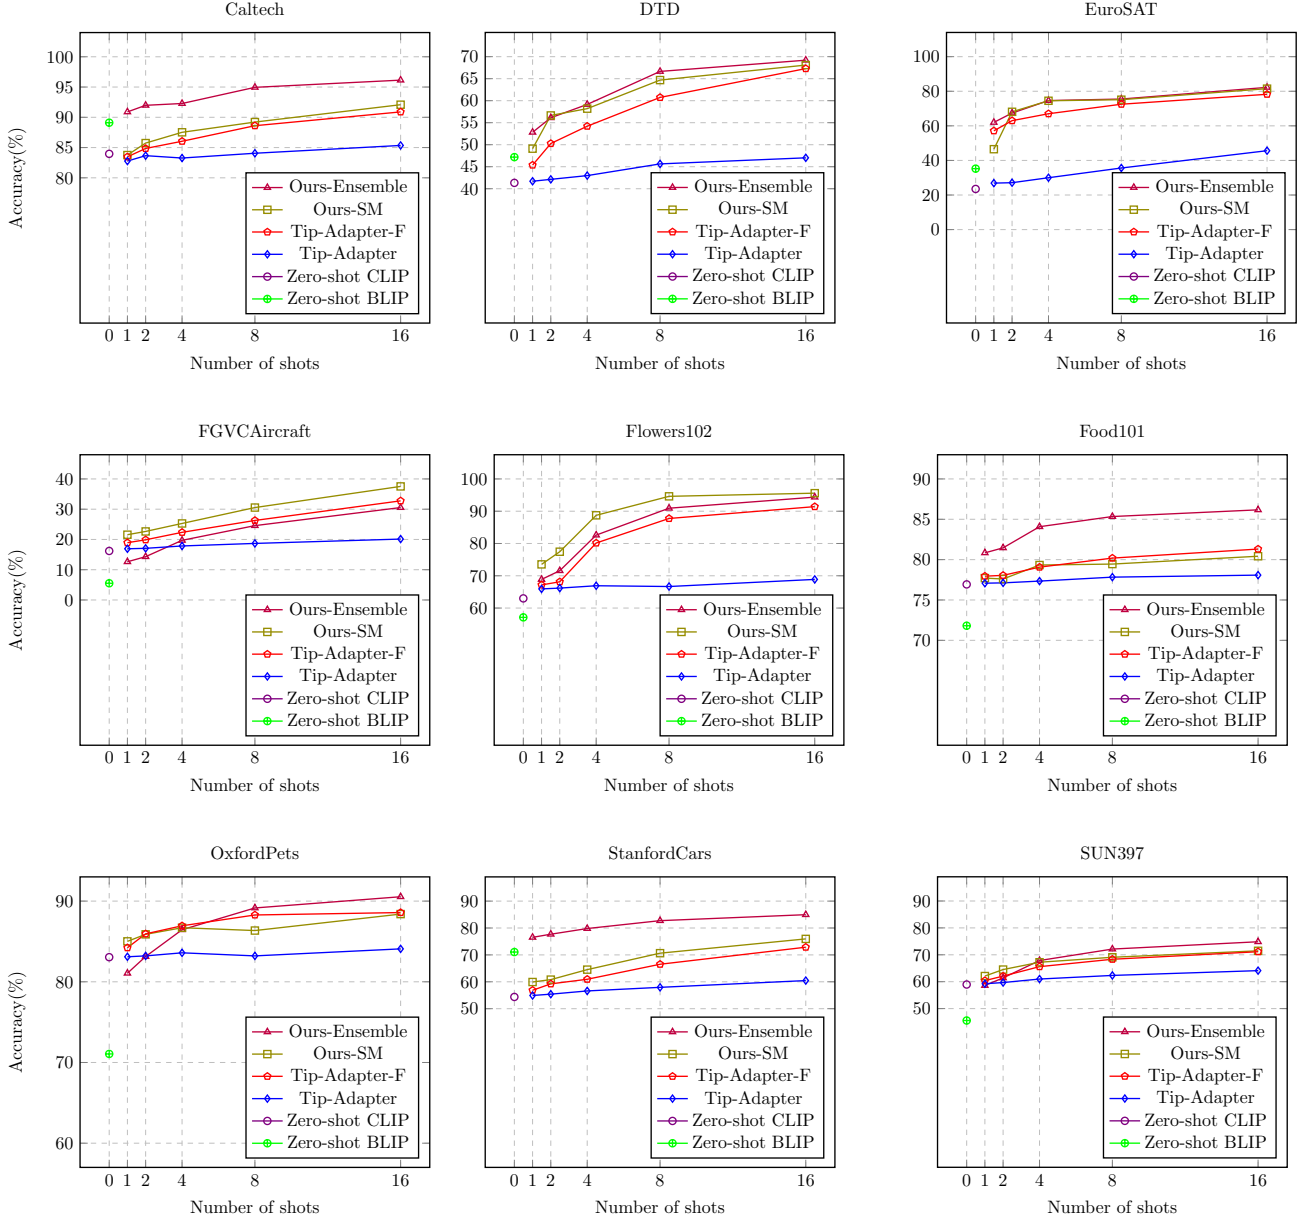 Caltech
DTD
EuroSAT
100
95
90
85
80
Accuracy(%)
Ours-Ensemble
Ours-SM
Tip-Adapter-F
Tip-Adapter
Zero-shot CLIP
Zero-shot BLIP
0 1 2 4 8 16
Number of shots
70
65
60
55
50
45
40
Ours-Ensemble
Ours-SM
Tip-Adapter-F
Tip-Adapter
Zero-shot CLIP
Zero-shot BLIP
0 1 2 4 8 16
Number of shots
100
80
60
40
20
0
Ours-Ensemble
Ours-SM
Tip-Adapter-F
Tip-Adapter
Zero-shot CLIP
Zero-shot BLIP
0 1 2 4 8 16
Number of shots
FGVCAircraft
Flowers102
Food101
40
30
20
10
0
Accuracy(%)
Ours-Ensemble
Ours-SM
Tip-Adapter-F
Tip-Adapter
Zero-shot CLIP
Zero-shot BLIP
0 1 2 4 8 16
Number of shots
100
90
80
70
60
Ours-Ensemble
Ours-SM
Tip-Adapter-F
Tip-Adapter
Zero-shot CLIP
Zero-shot BLIP
0 1 2 4 8 16
Number of shots
90
85
80
75
70
Ours-Ensemble
Ours-SM
Tip-Adapter-F
Tip-Adapter
Zero-shot CLIP
Zero-shot BLIP
0 1 2 4 8 16
Number of shots
OxfordPets
StanfordCars
SUN397
90
80
70
60
Accuracy(%)
Ours-Ensemble
Ours-SM
Tip-Adapter-F
Tip-Adapter
Zero-shot CLIP
Zero-shot BLIP
0 1 2 4 8 16
Number of shots
90
80
70
60
50
Ours-Ensemble
Ours-SM
Tip-Adapter-F
Tip-Adapter
Zero-shot CLIP
Zero-shot BLIP
0 1 2 4 8 16
Number of shots
90
80
70
60
50
Ours-Ensemble
Ours-SM
Tip-Adapter-F
Tip-Adapter
Zero-shot CLIP
Zero-shot BLIP
0 1 2 4 8 16
Number of shots